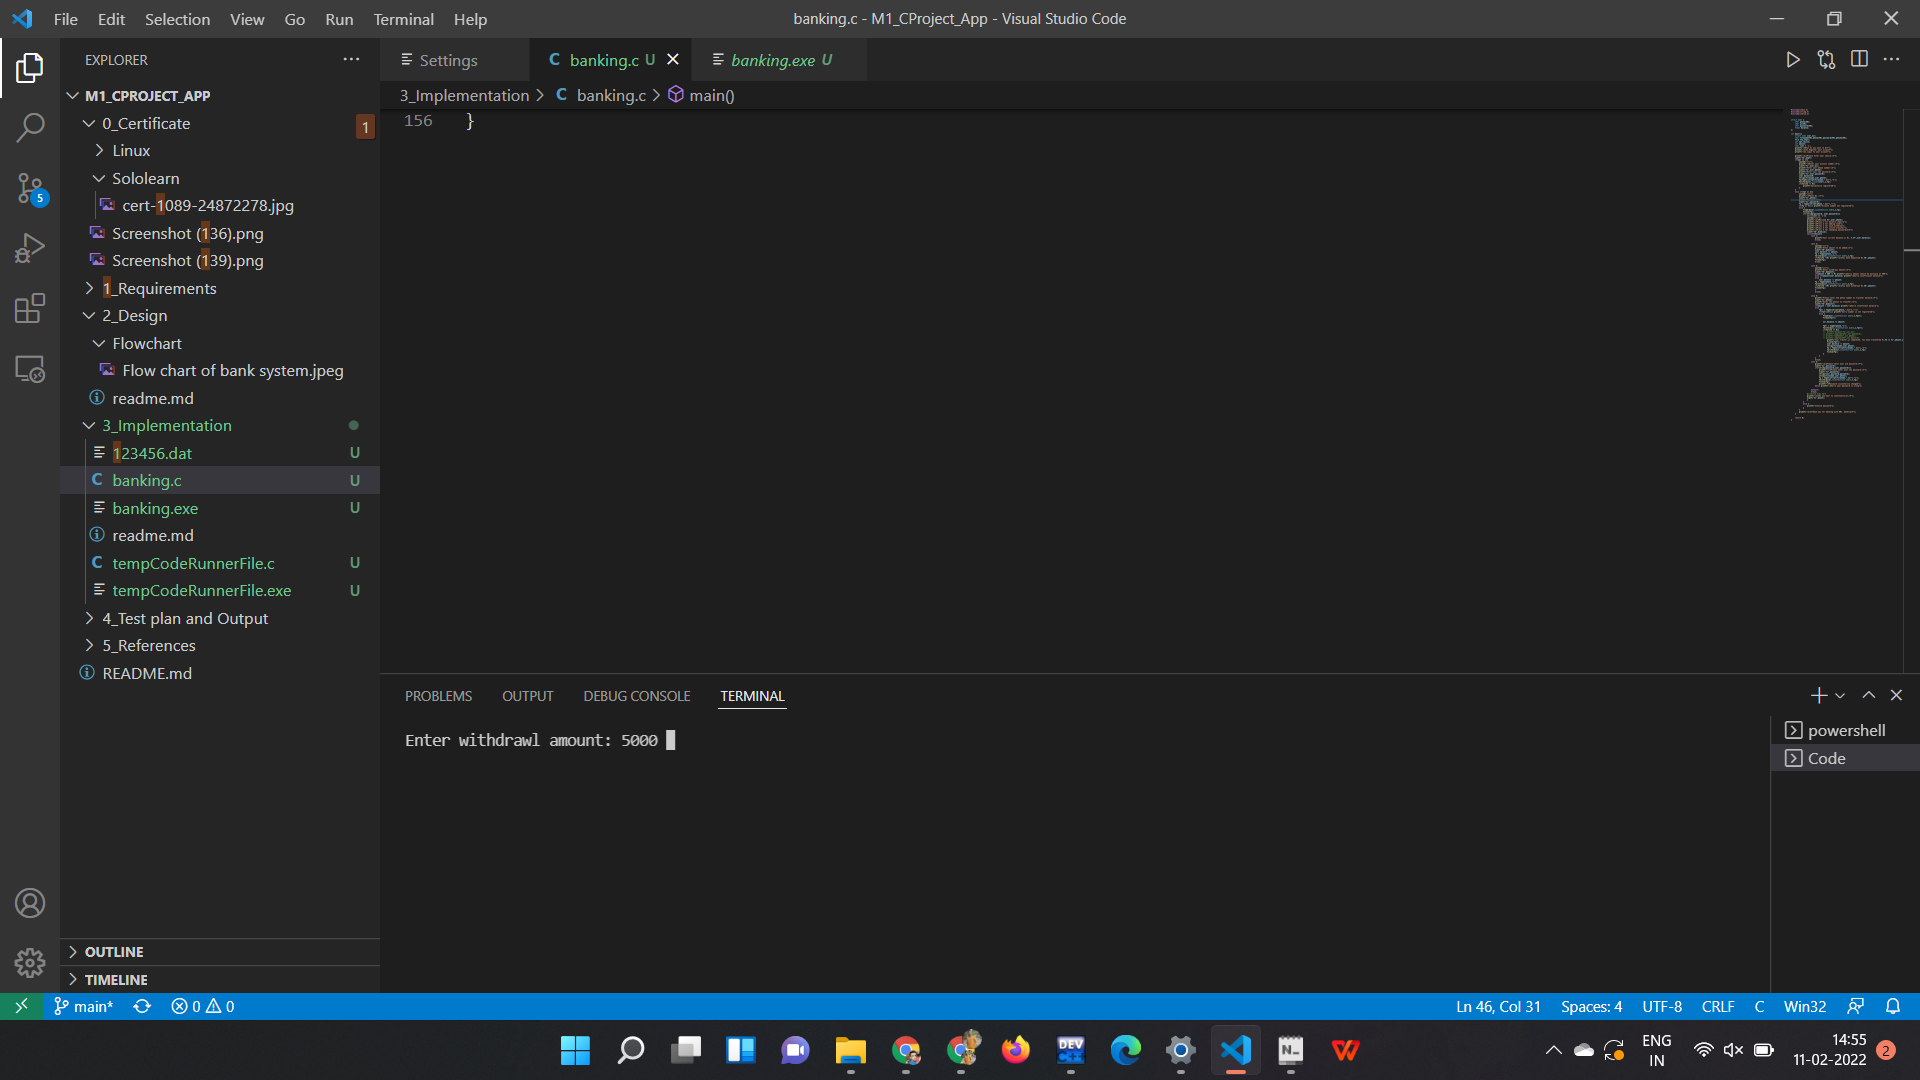 File Edit Selection View Go Run Terminal Help
banking.c - M1_CProject_App - Visual Studio Code
EXPLORER
Settings
C banking.c U
banking.exe U
M1_CPROJECT_APP
0_Certificate
1
Linux
Sololearn
cert-1089-24872278.jpg
Screenshot (136).png
Screenshot (139).png
1_Requirements
2_Design
Flowchart
Flow chart of bank system.jpeg
readme.md
3_Implementation
123456.dat U
C banking.c U
banking.exe U
readme.md
C tempCodeRunnerFile.c U
tempCodeRunnerFile.exe U
4_Test plan and Output
5_References
README.md
OUTLINE
TIMELINE
5
3_Implementation > C banking.c > main()
156 }
PROBLEMS OUTPUT DEBUG CONSOLE TERMINAL
Enter withdrawl amount: 5000
powershell
Code
main* 0 0
Ln 46, Col 31 Spaces: 4 UTF-8 CRLF C Win32
DEV
N
ENG
IN
14:55
11-02-2022
2